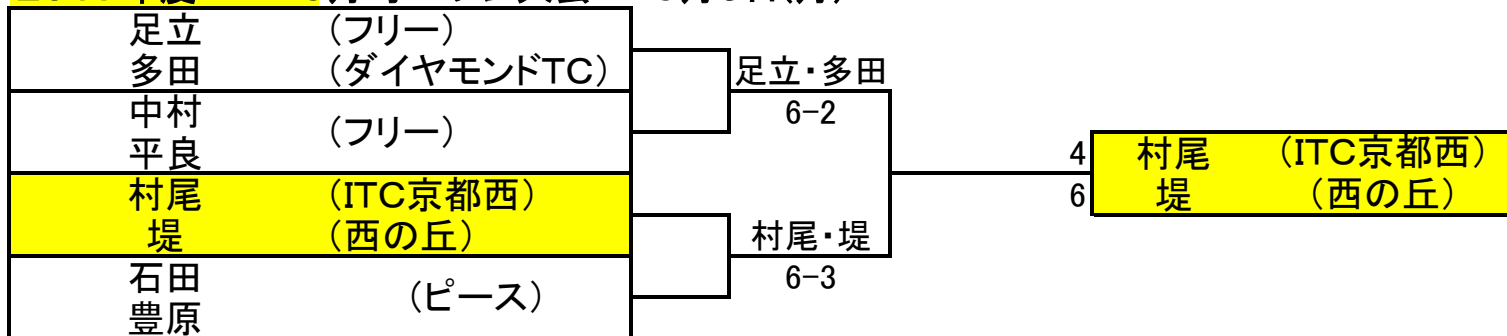 足立 （フリー）
多田 （ダイヤモンドTC）
中村
平良
（フリー）
村尾 （ITC京都西）
堤 （西の丘）
石田
豊原
（ピース）
足立・多田
6-2
村尾・堤
6-3
4
6
村尾 （ITC京都西）
堤 （西の丘）